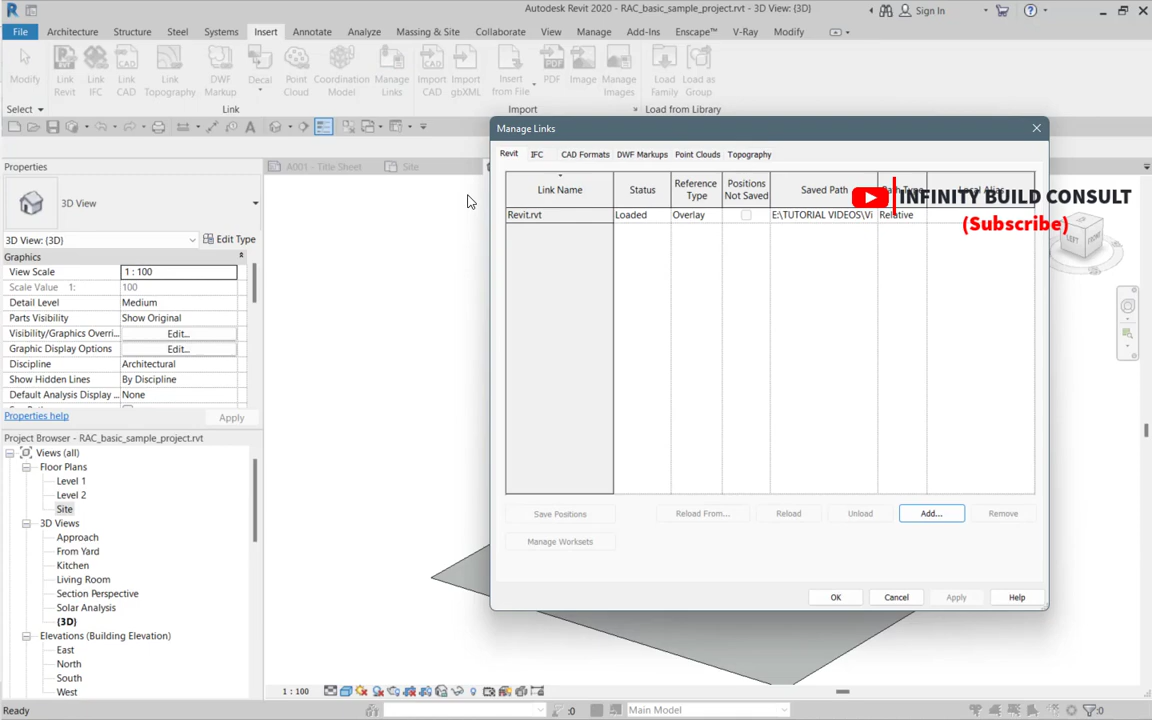 R
Autodesk Revit 2020 - RAC_basic_sample_project.rvt - 3D View: {3D}
Sign In
File Architecture Structure Steel Systems Insert Annotate Analyze Massing & Site Collaborate View Manage Add-Ins Enscape™ V-Ray Modify
Modify
Link Revit
Link IFC
Link CAD
Link Topography
DWF Markup
Decal
Point Cloud
Coordination Model
Manage Links
Import CAD
Import gbXML
Insert from File
PDF
Image
Manage Images
Load Family
Load as Group
Select
Link
Import
Load from Library
Properties
A001 - Title Sheet
Site
3D View
3D View: {3D}
Edit Type
Graphics
View Scale 1 : 100
Scale Value 1: 100
Detail Level Medium
Parts Visibility Show Original
Visibility/Graphics Overri... Edit...
Graphic Display Options Edit...
Discipline Architectural
Show Hidden Lines By Discipline
Default Analysis Display ... None
Properties help
Apply
Project Browser - RAC_basic_sample_project.rvt
Views (all)
Floor Plans
Level 1
Level 2
Site
3D Views
Approach
From Yard
Kitchen
Living Room
Section Perspective
Solar Analysis
{3D}
Elevations (Building Elevation)
East
North
South
West
Manage Links
Revit IFC CAD Formats DWF Markups Point Clouds Topography
Link Name
Status
Reference Type
Positions Not Saved
Saved Path
Path Type
Local Alias
Revit.rvt Loaded Overlay E:\TUTORIAL VIDEOS\Vi Relative
INFINITY BUILD CONSULT
(Subscribe)
LEFT FRONT
Save Positions
Reload From...
Reload
Unload
Add...
Remove
Manage Worksets
OK
Cancel
Apply
Help
1 : 100
Ready
:0
Main Model
:0